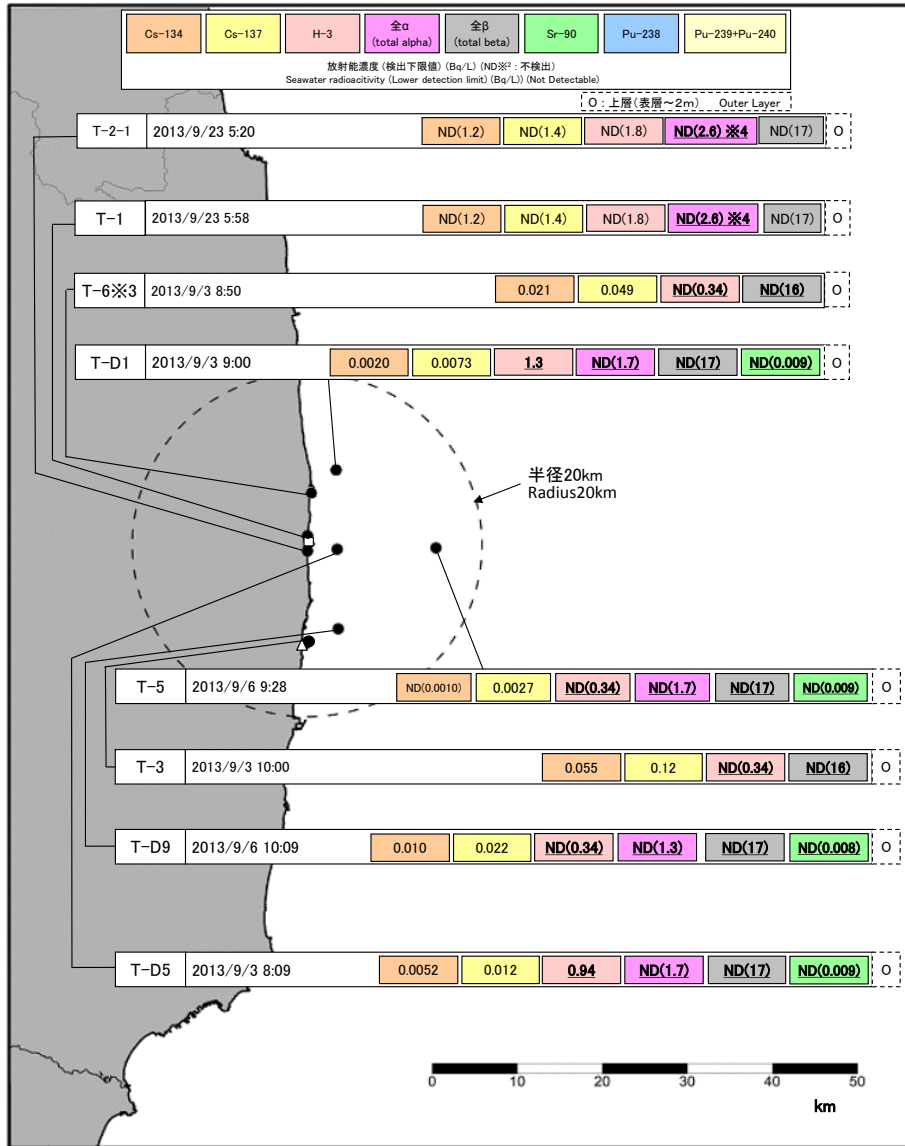 Cs-134 Cs-137 H-3 全α (total alpha) 全β (total beta) Sr-90 Pu-238 Pu-239+Pu-240
放射能濃度 (検出下限値) (Bq/L) (ND※² : 不検出)
Seawater radioacitivity (Lower detection limit) (Bq/L)) (Not Detectable)
O : 上層(表層～2m) Outer Layer
T-2-1 2013/9/23 5:20 ND(1.2) ND(1.4) ND(1.8) ND(2.6) ※4 ND(17) O
T-1 2013/9/23 5:58 ND(1.2) ND(1.4) ND(1.8) ND(2.6) ※4 ND(17) O
T-6※3 2013/9/3 8:50 0.021 0.049 ND(0.34) ND(16) O
T-D1 2013/9/3 9:00 0.0020 0.0073 1.3 ND(1.7) ND(17) ND(0.009) O
半径20km
Radius20km
T-5 2013/9/6 9:28 ND(0.0010) 0.0027 ND(0.34) ND(1.7) ND(17) ND(0.009) O
T-3 2013/9/3 10:00 0.055 0.12 ND(0.34) ND(16) O
T-D9 2013/9/6 10:09 0.010 0.022 ND(0.34) ND(1.3) ND(17) ND(0.008) O
T-D5 2013/9/3 8:09 0.0052 0.012 0.94 ND(1.7) ND(17) ND(0.009) O
0 10 20 30 40 50
km